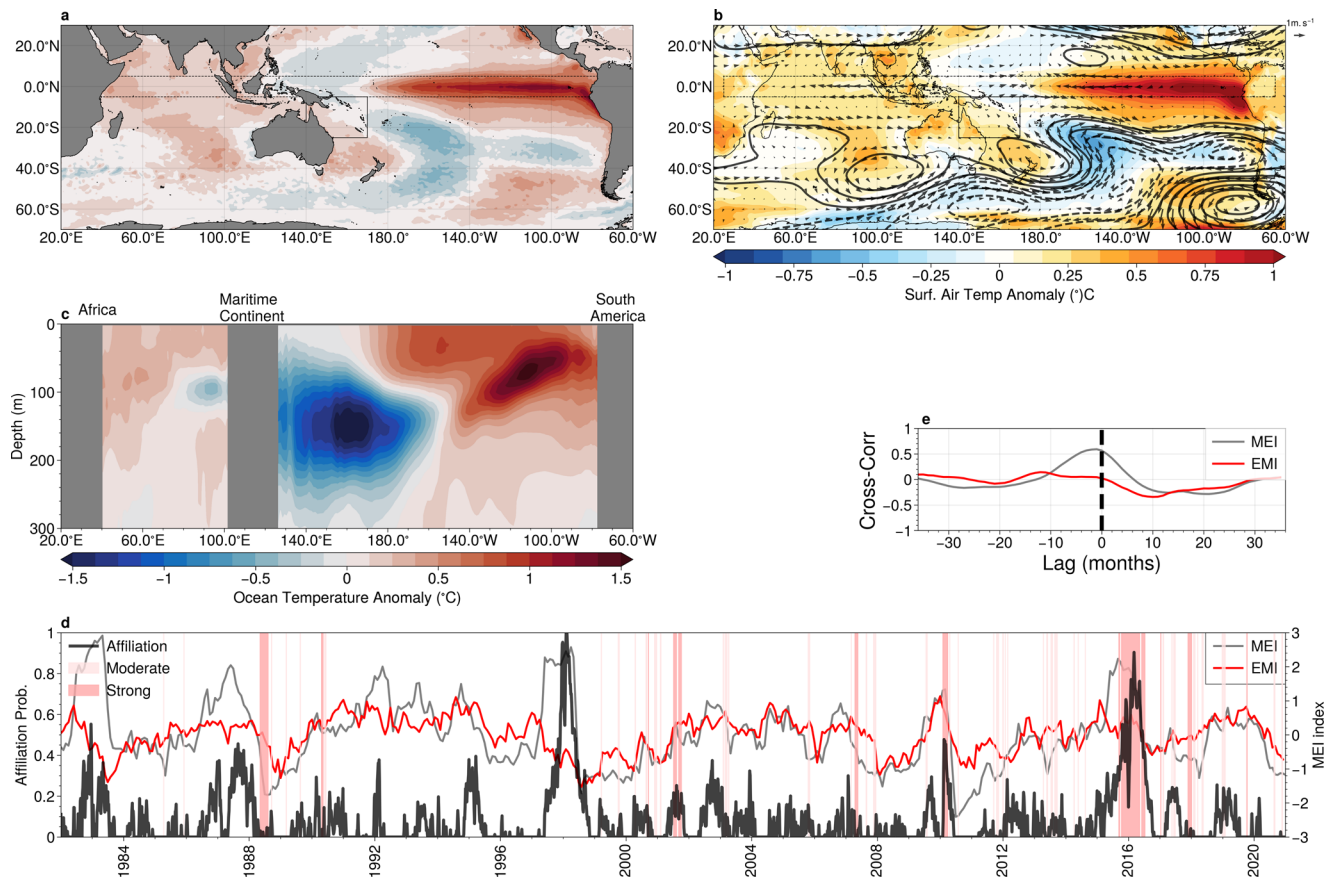 a
20.0°N
0.0°N
20.0°S
40.0°S
60.0°S
20.0°E 60.0°E 100.0°E 140.0°E 180.0° 140.0°W 100.0°W 60.0°W
b
1m. s⁻¹
20.0°N
0.0°N
20.0°S
40.0°S
60.0°S
20.0°E 60.0°E 100.0°E 140.0°E 180.0° 140.0°W 100.0°W 60.0°W
−1 −0.75 −0.5 −0.25 0 0.25 0.5 0.75 1
Surf. Air Temp Anomaly (°)C
c
Africa
Maritime
Continent
South
America
0
100
200
300
Depth (m)
20.0°E 60.0°E 100.0°E 140.0°E 180.0° 140.0°W 100.0°W 60.0°W
−1.5 −1 −0.5 0 0.5 1 1.5
Ocean Temperature Anomaly (°C)
e
1
0.5
0
−0.5
−1
Cross-Corr
MEI
EMI
−30 −20 −10 0 10 20 30
Lag (months)
d
1
0.8
0.6
0.4
0.2
0
Affiliation Prob.
Affiliation
Moderate
Strong
MEI
EMI
3
2
1
0
−1
−2
−3
MEI index
1984 1988 1992 1996 2000 2004 2008 2012 2016 2020